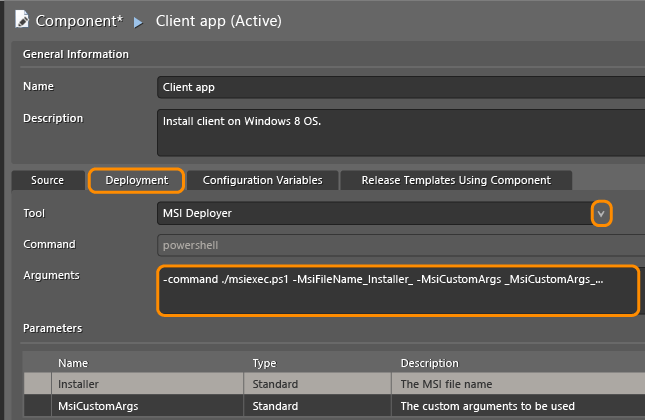 Component* ▶ Client app (Active)
General Information
Name Client app
Description Install client on Windows 8 OS.
Source Deployment Configuration Variables Release Templates Using Component
Tool MSI Deployer
Command powershell
Arguments -command ./msiexec.ps1 -MsiFileName_Installer_ -MsiCustomArgs _MsiCustomArgs_...
Parameters
Name Type Description
Installer Standard The MSI file name
MsiCustomArgs Standard The custom arguments to be used